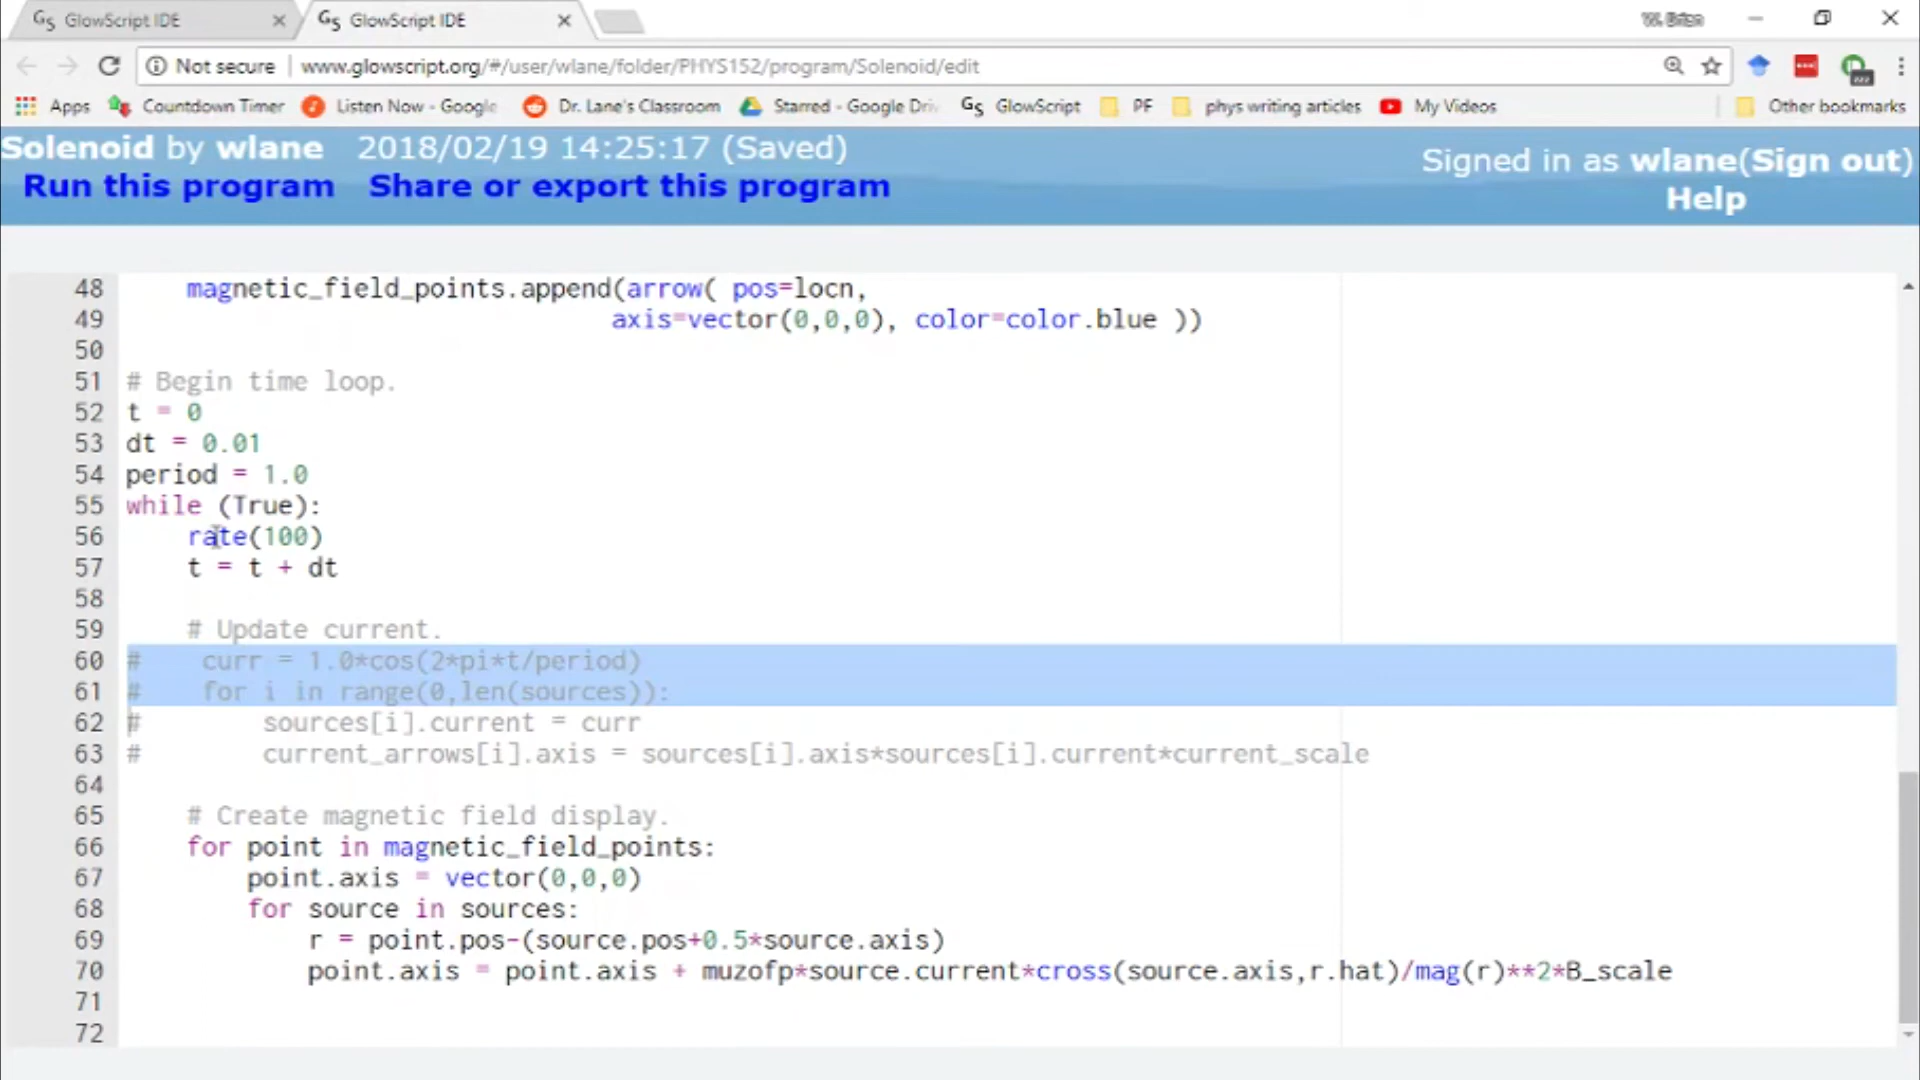 GlowScript IDE
GlowScript IDE
W. Brian
Not secure | www.glowscript.org/#/user/wlane/folder/PHYS152/program/Solenoid/edit
Apps Countdown Timer Listen Now - Google Dr. Lane's Classroom Starred - Google Driv GlowScript PF phys writing articles My Videos Other bookmarks
Solenoid by wlane 2018/02/19 14:25:17 (Saved) Signed in as wlane(Sign out)
Run this program Share or export this program Help
48     magnetic_field_points.append(arrow( pos=locn,
49                                 axis=vector(0,0,0), color=color.blue ))
50
51 # Begin time loop.
52 t = 0
53 dt = 0.01
54 period = 1.0
55 while (True):
56     rate(100)
57     t = t + dt
58
59     # Update current.
60 #    curr = 1.0*cos(2*pi*t/period)
61 #    for i in range(0,len(sources)):
62 #        sources[i].current = curr
63 #        current_arrows[i].axis = sources[i].axis*sources[i].current*current_scale
64
65     # Create magnetic field display.
66     for point in magnetic_field_points:
67         point.axis = vector(0,0,0)
68         for source in sources:
69             r = point.pos-(source.pos+0.5*source.axis)
70             point.axis = point.axis + muzofp*source.current*cross(source.axis,r.hat)/mag(r)**2*B_scale
71
72